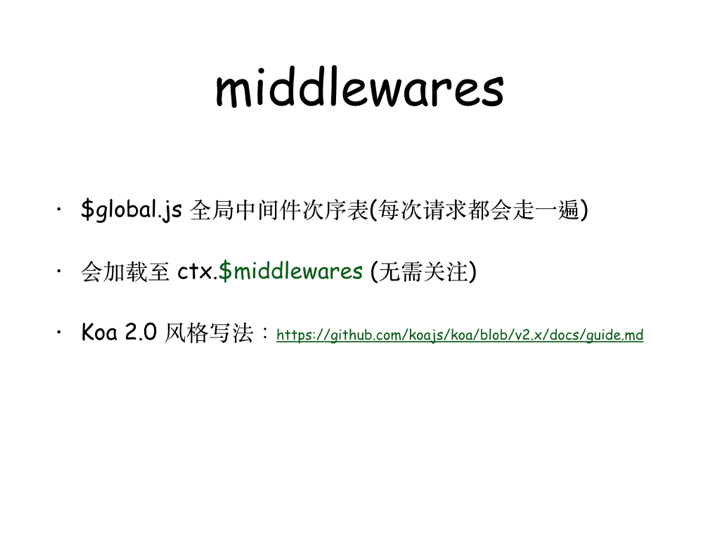 middlewares
· $global.js 全局中间件次序表(每次请求都会走一遍)
· 会加载至 ctx.$middlewares (无需关注)
· Koa 2.0 风格写法：https://github.com/koajs/koa/blob/v2.x/docs/guide.md